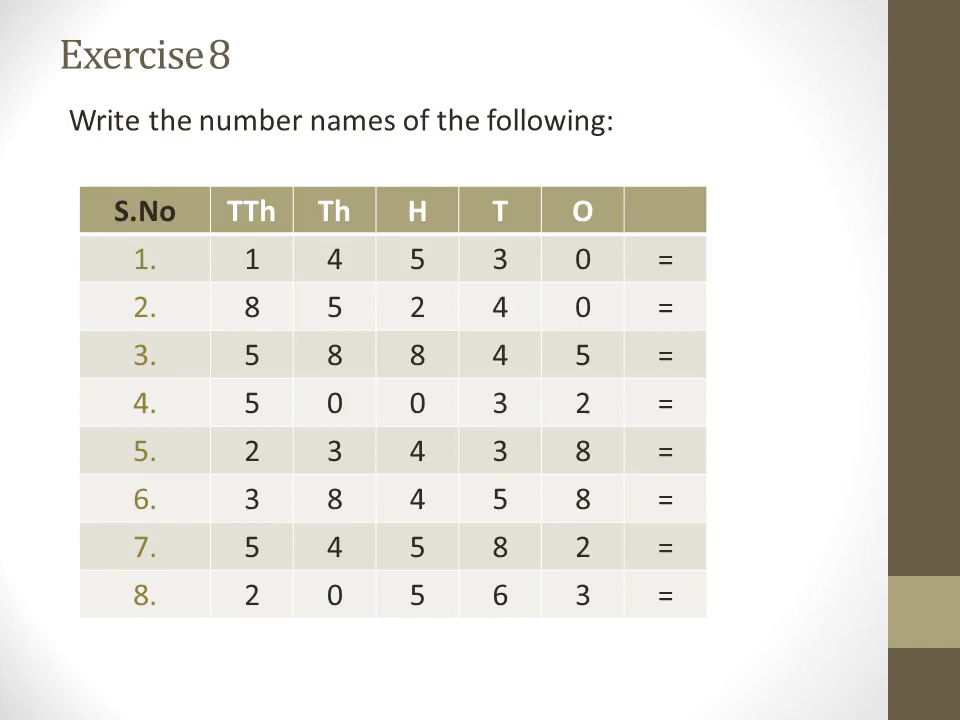 Exercise 8
Write the number names of the following:
S.No TTh Th H T O
1. 1 4 5 3 0 =
2. 8 5 2 4 0 =
3. 5 8 8 4 5 =
4. 5 0 0 3 2 =
5. 2 3 4 3 8 =
6. 3 8 4 5 8 =
7. 5 4 5 8 2 =
8. 2 0 5 6 3 =